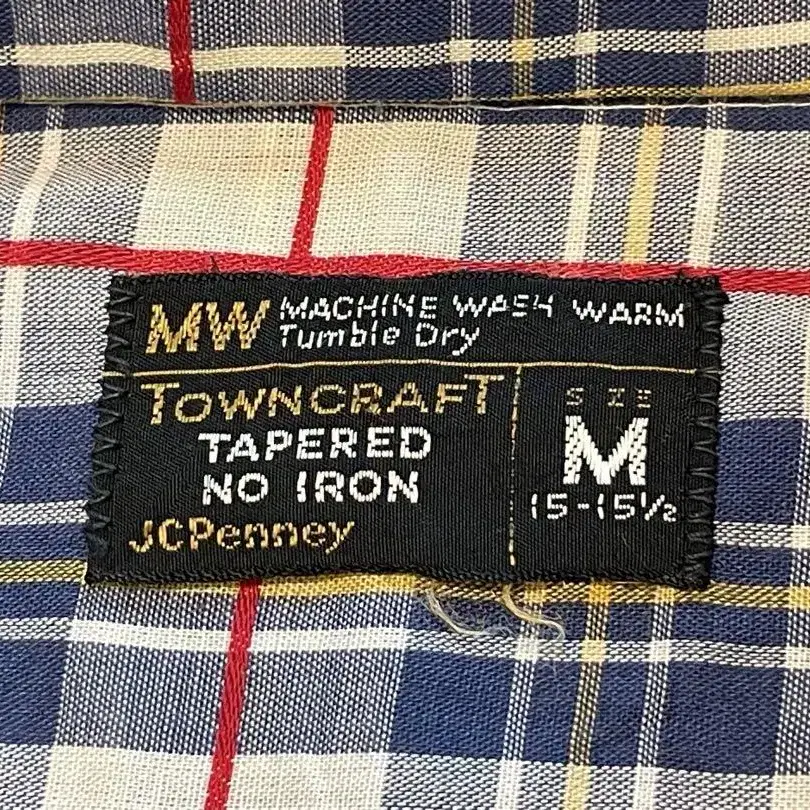 MW MACHINE WASH WARM
Tumble Dry
TOWNCRAFT
TAPERED
NO IRON
JCPenney
SIZE
M
15-15½